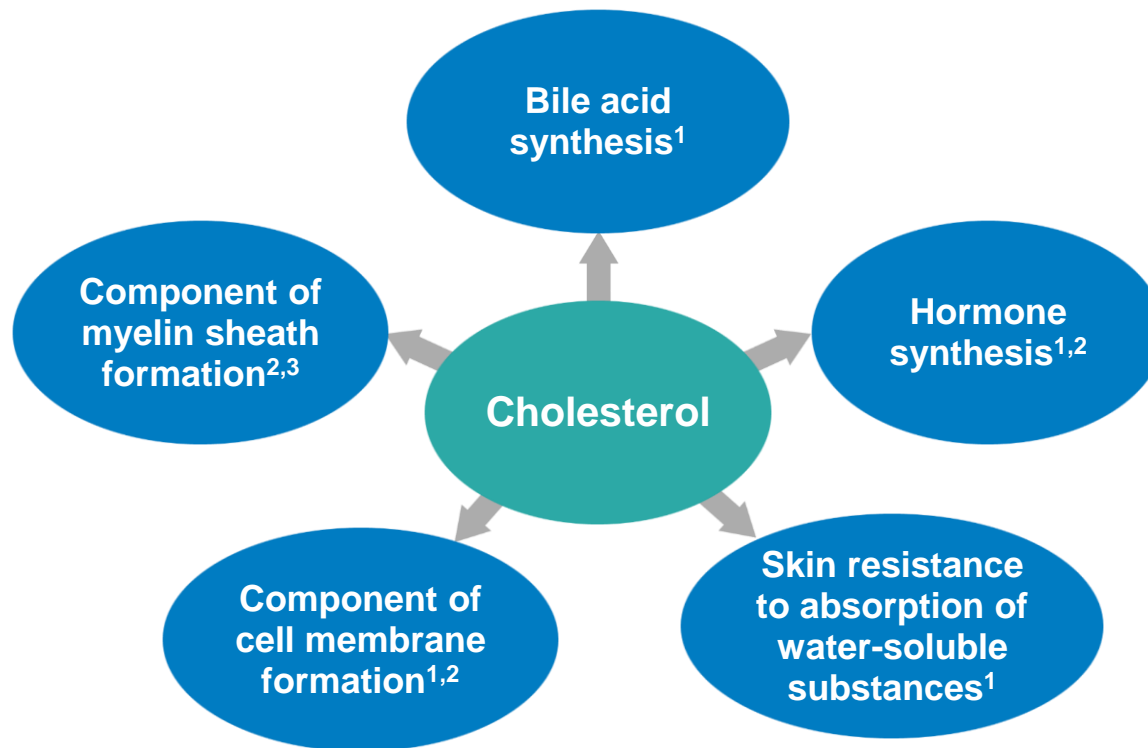 Bile acid
synthesis¹
Component of
myelin sheath
formation²,³
Hormone
synthesis¹,²
Cholesterol
Component of
cell membrane
formation¹,²
Skin resistance
to absorption of
water-soluble
substances¹